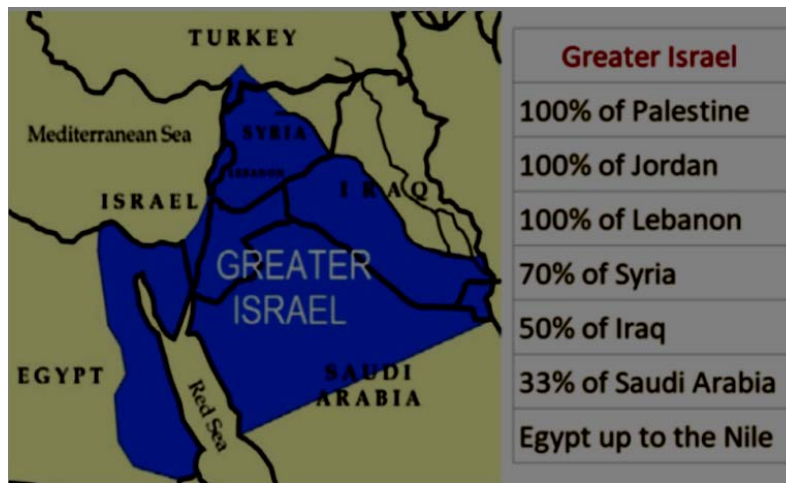 TURKEY
Mediterranean Sea
SYRIA
LEBANON
ISRAEL
IRAQ
GREATER
ISRAEL
EGYPT
Red Sea
SAUDI
ARABIA
Greater Israel
100% of Palestine
100% of Jordan
100% of Lebanon
70% of Syria
50% of Iraq
33% of Saudi Arabia
Egypt up to the Nile